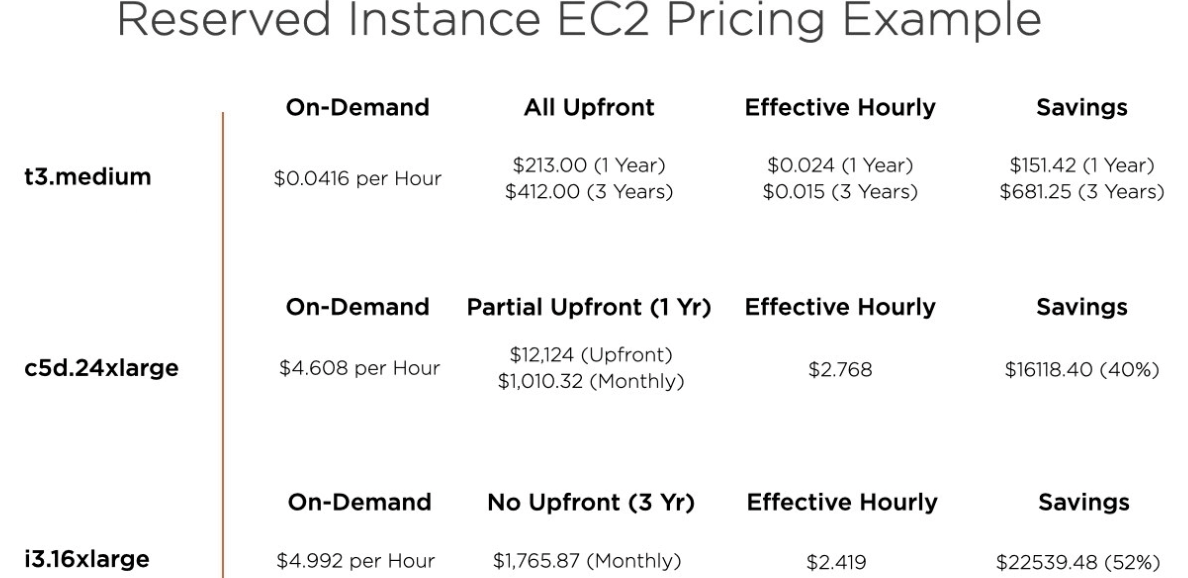 Reserved Instance EC2 Pricing Example
On-Demand All Upfront Effective Hourly Savings
t3.medium $0.0416 per Hour $213.00 (1 Year) $0.024 (1 Year) $151.42 (1 Year)
$412.00 (3 Years) $0.015 (3 Years) $681.25 (3 Years)
On-Demand Partial Upfront (1 Yr) Effective Hourly Savings
c5d.24xlarge $4.608 per Hour $12,124 (Upfront) $2.768 $16118.40 (40%)
$1,010.32 (Monthly)
On-Demand No Upfront (3 Yr) Effective Hourly Savings
i3.16xlarge $4.992 per Hour $1,765.87 (Monthly) $2.419 $22539.48 (52%)